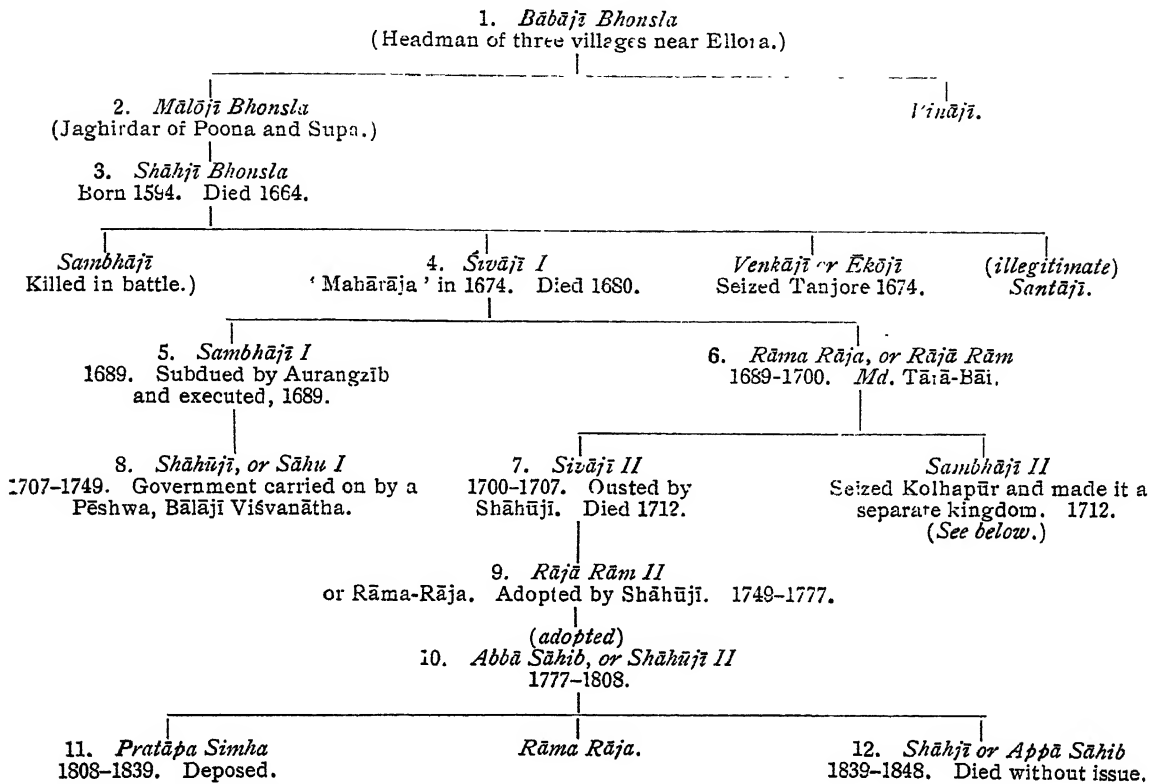 1. Bābājī Bhonsla
(Headman of three villages near Ellora.)
2. Mālōjī Bhonsla
Vinājī.
(Jaghirdar of Poona and Supa.)
3. Shāhjī Bhonsla
Born 1594. Died 1664.
Sambhājī
4. Śivājī I
Venkājī or Ēkōjī
(illegitimate)
Killed in battle.)
' Mahārāja ' in 1674. Died 1680.
Seized Tanjore 1674.
Santājī.
5. Sambhājī I
6. Rāma Rāja, or Rājā Rām
1689. Subdued by Aurangzīb
1689-1700. Md. Tārā-Bāi.
and executed, 1689.
8. Shāhūjī, or Sāhu I
7. Sivājī II
Sambhājī II
1707–1749. Government carried on by a
1700-1707. Ousted by
Seized Kolhapūr and made it a
Pēshwa, Bālājī Viśvanātha.
Shāhūjī. Died 1712.
separate kingdom. 1712.
(See below.)
9. Rājā Rām II
or Rāma-Rāja. Adopted by Shāhūjī. 1749-1777.
(adopted)
10. Abbā Sāhib, or Shāhūjī II
1777–1808.
11. Pratāpa Simha
Rāma Rāja.
12. Shāhjī or Appā Sāhib
1808–1839. Deposed.
1839-1848. Died without issue.